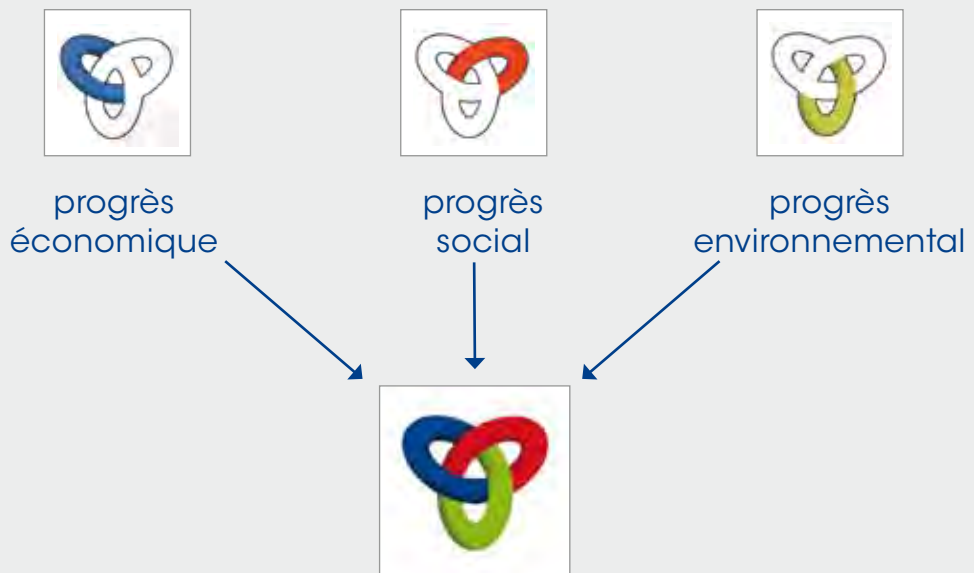 progrès
économique
progrès
social
progrès
environnemental